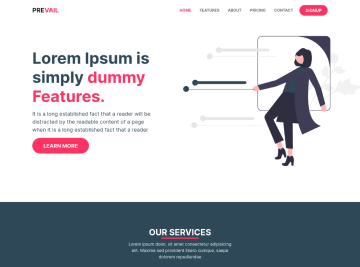 PREVAIL
HOME FEATURES ABOUT PRICING CONTACT SIGNUP
Lorem Ipsum is
simply dummy
Features.
It is a long established fact that a reader will be
distracted by the readable content of a page
when it is a long established fact that a reader
LEARN MORE
OUR SERVICES
Lorem ipsum dolor, sit amet consectetur adipisicing
elit. Maxime sed provident libero cumque, saepe
dolorem repudiandae